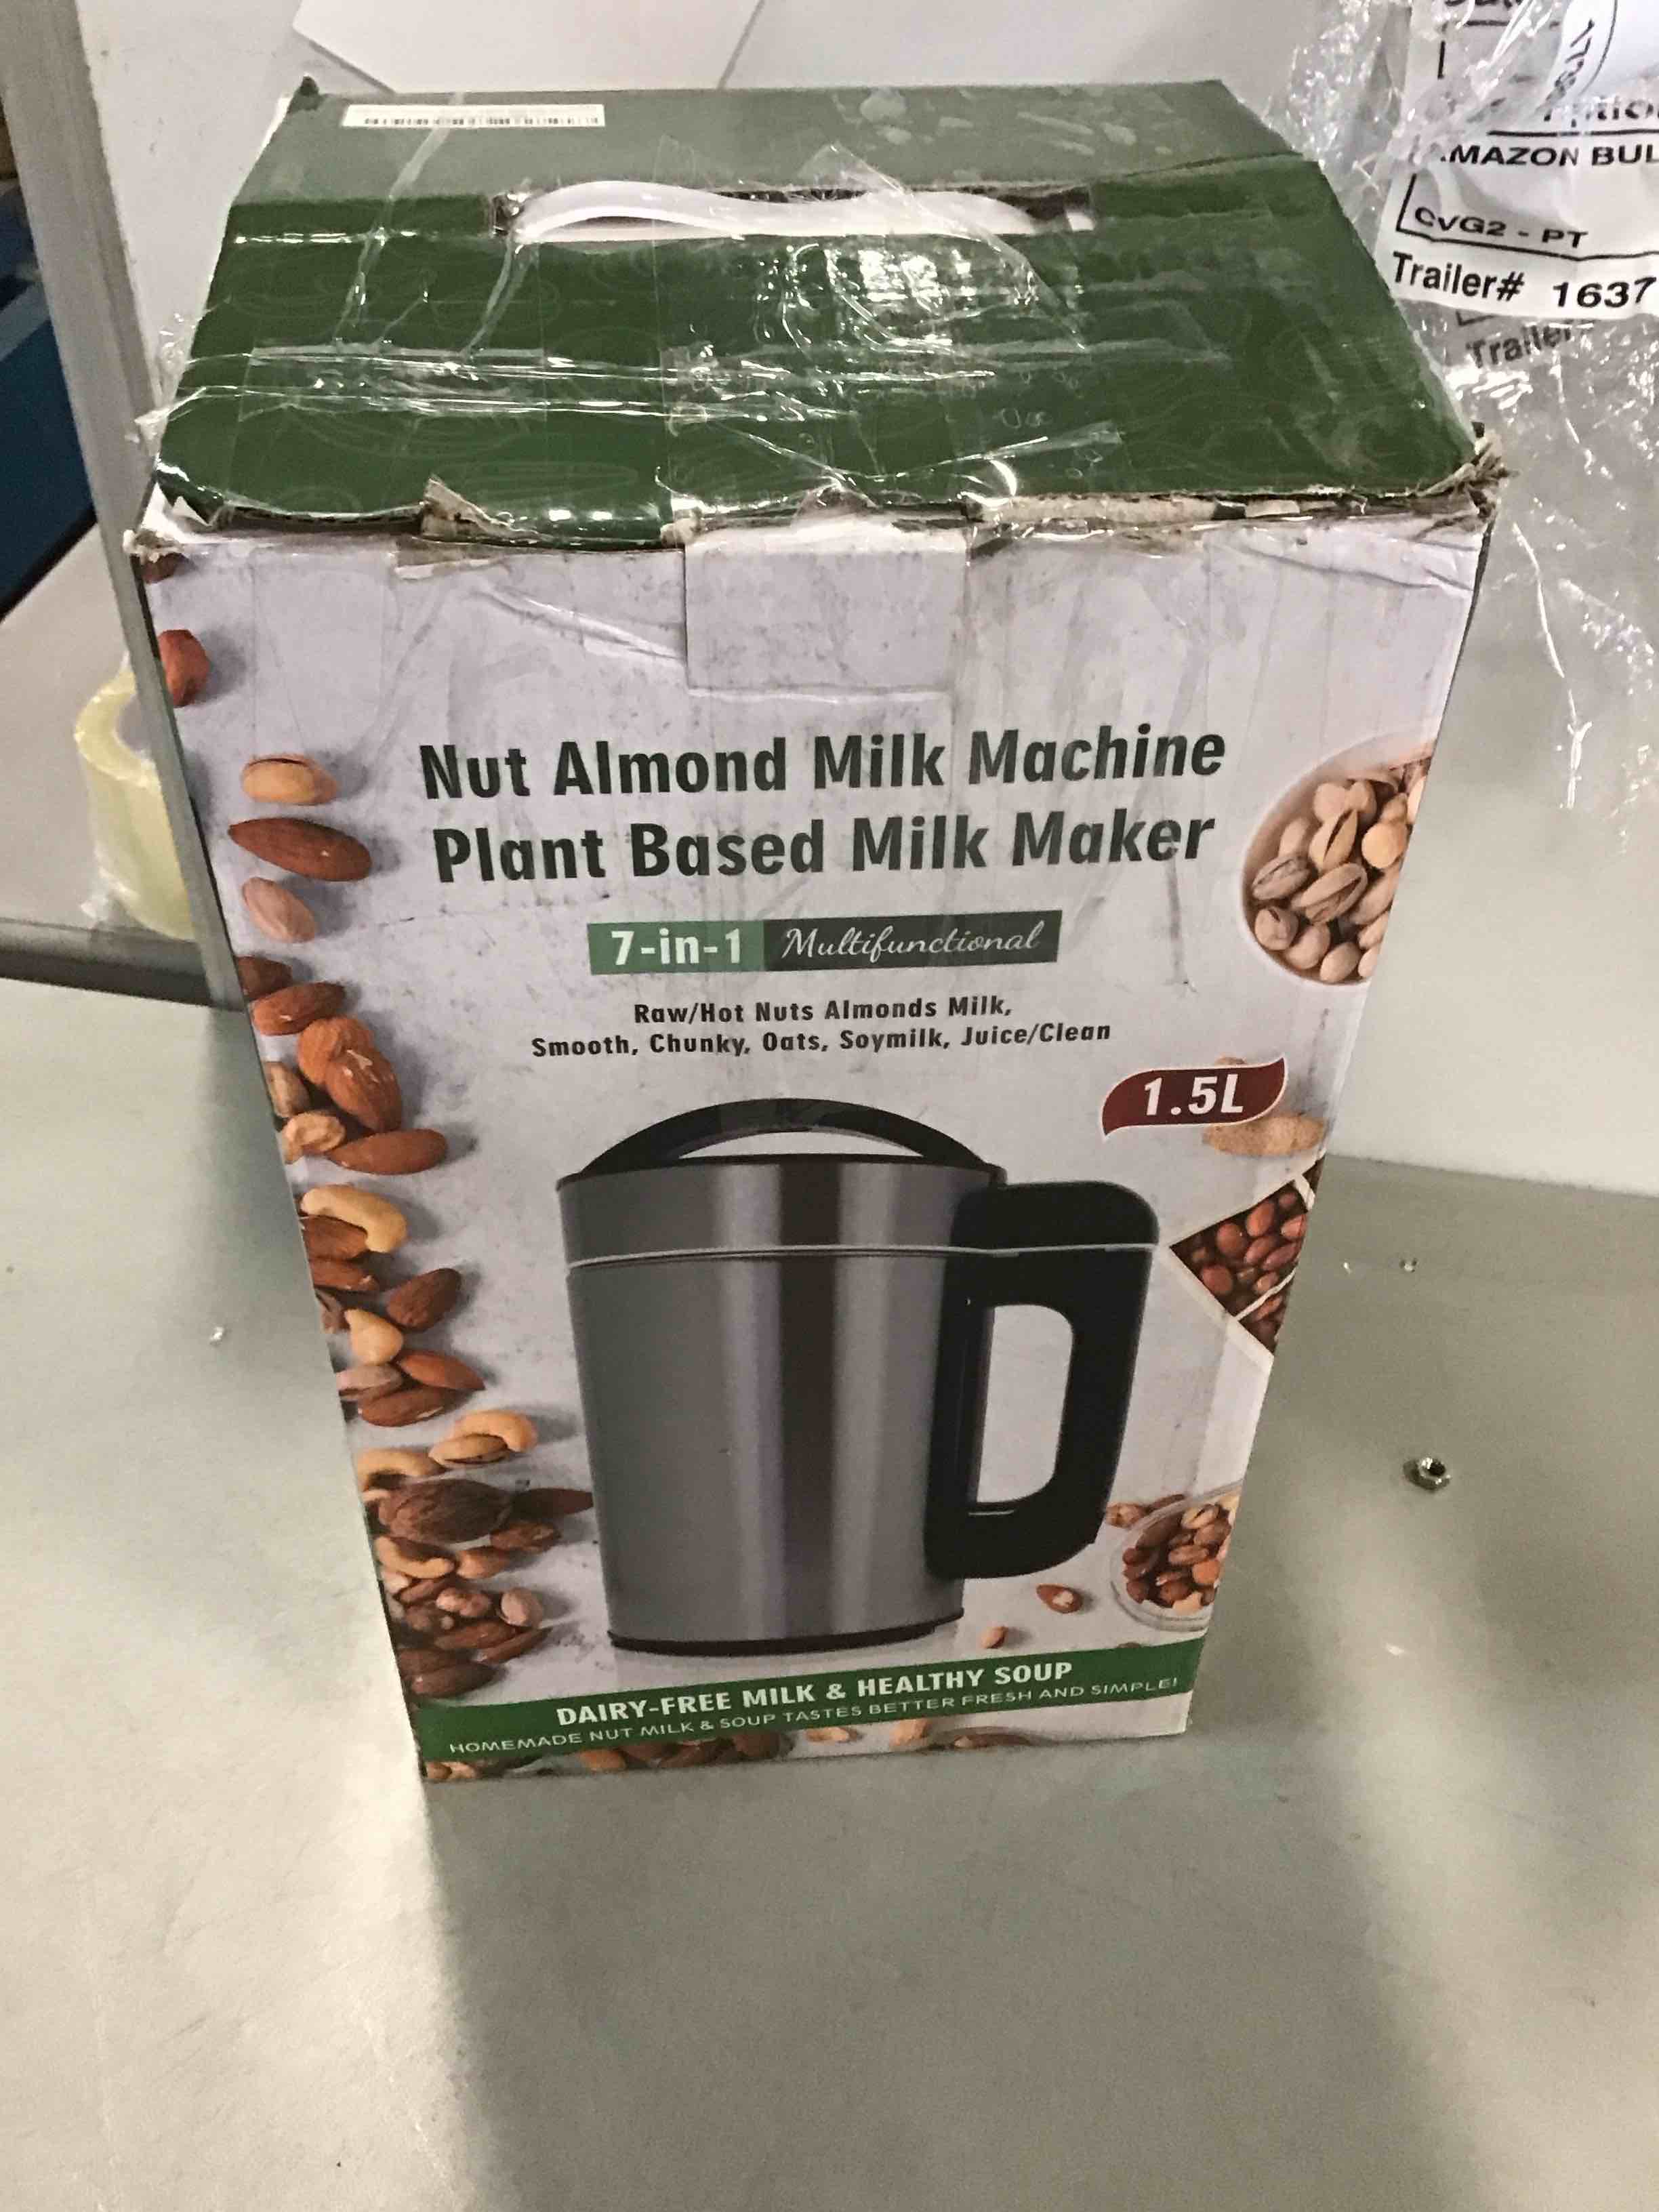 AMAZON BUL
CVG2 - PT
Trailer# 1637
Trailer
Nut Almond Milk Machine
Plant Based Milk Maker
7-in-1 Multifunctional
Raw/Hot Nuts Almonds Milk,
Smooth, Chunky, Oats, Soymilk, Juice/Clean
1.5L
DAIRY-FREE MILK & HEALTHY SOUP
HOMEMADE NUT MILK & SOUP TASTES BETTER FRESH AND SIMPLE!